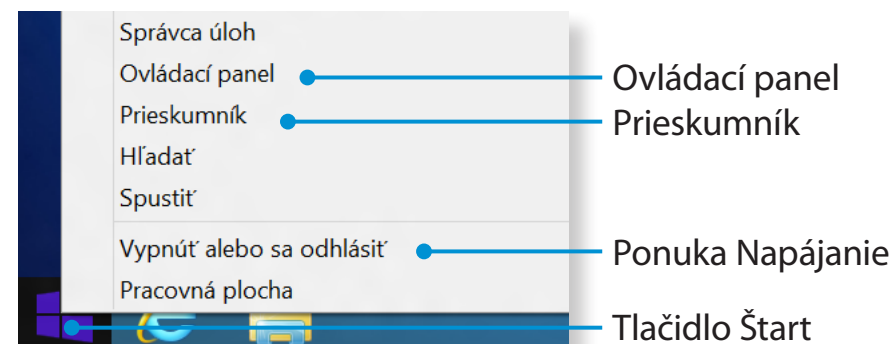 Správca úloh
Ovládací panel
Prieskumník
Hľadať
Spustiť
Vypnúť alebo sa odhlásiť
Pracovná plocha
Ovládací panel
Prieskumník
Ponuka Napájanie
Tlačidlo Štart